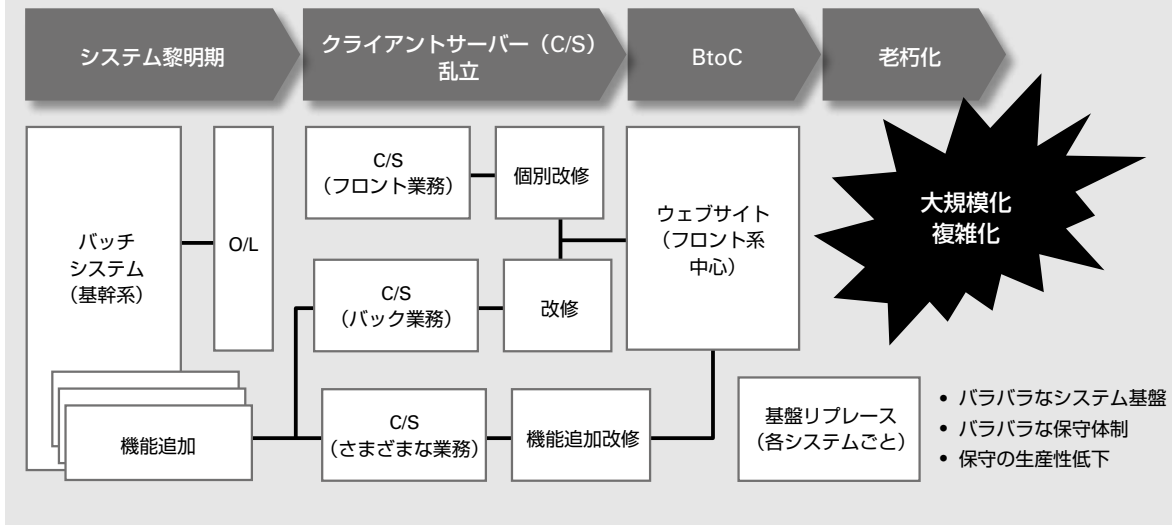 システム黎明期
クライアントサーバー（C/S）
乱立
BtoC
老朽化
バッチ
システム
（基幹系）
O/L
機能追加
C/S
（フロント業務）
個別改修
C/S
（バック業務）
改修
C/S
（さまざまな業務）
機能追加改修
ウェブサイト
（フロント系
中心）
大規模化
複雑化
基盤リプレース
（各システムごと）
• バラバラなシステム基盤
• バラバラな保守体制
• 保守の生産性低下